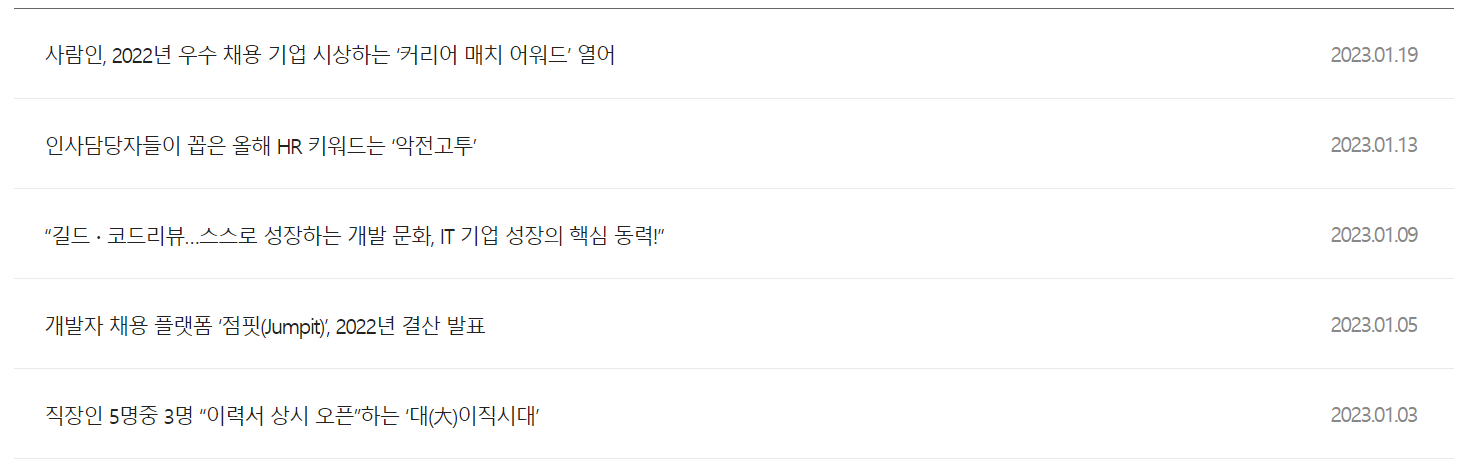 사람인, 2022년 우수 채용 기업 시상하는 ‘커리어 매치 어워드’ 열어 2023.01.19
인사담당자들이 꼽은 올해 HR 키워드는 ‘악전고투’ 2023.01.13
“길드·코드리뷰…스스로 성장하는 개발 문화, IT 기업 성장의 핵심 동력!” 2023.01.09
개발자 채용 플랫폼 ‘점핏(Jumpit)’, 2022년 결산 발표 2023.01.05
직장인 5명중 3명 “이력서 상시 오픈”하는 ‘대(大)이직시대’ 2023.01.03